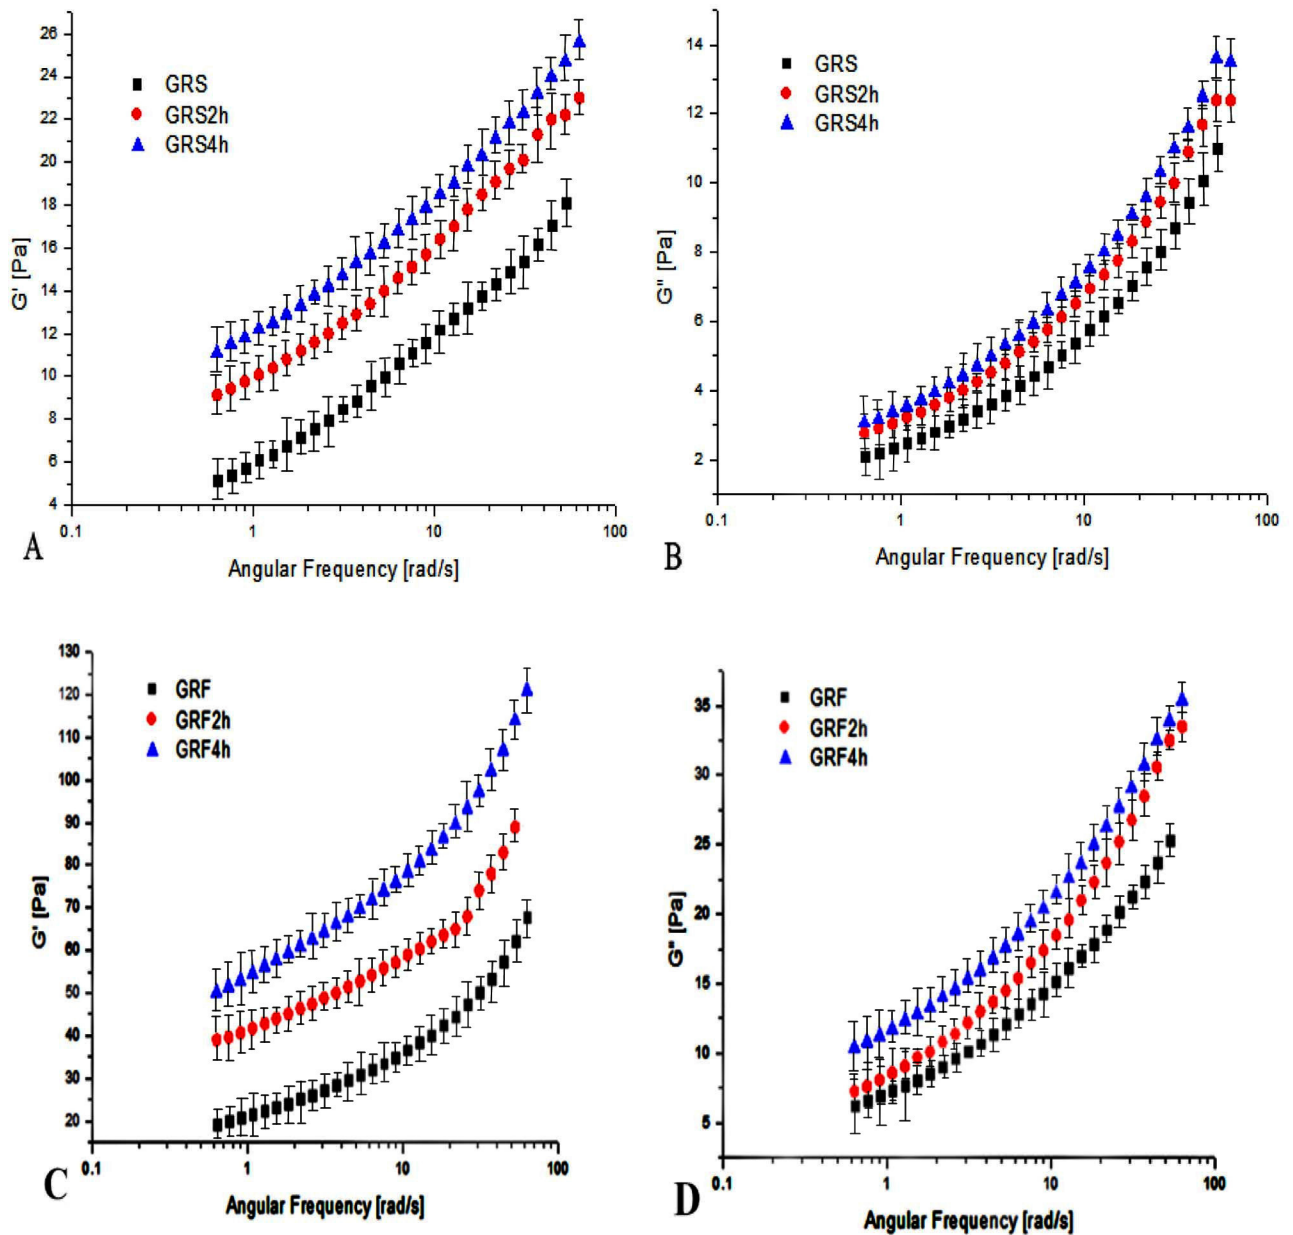 26
24
22
20
18
16
14
12
10
8
6
4
G' [Pa]
GRS
GRS2h
GRS4h
0.1
1
10
100
Angular Frequency [rad/s]
A
14
12
10
8
6
4
2
G" [Pa]
GRS
GRS2h
GRS4h
0.1
1
10
100
Angular Frequency [rad/s]
B
130
120
110
100
90
80
70
60
50
40
30
20
G' [Pa]
GRF
GRF2h
GRF4h
0.1
1
10
100
Angular Frequency [rad/s]
C
35
30
25
20
15
10
5
G" [Pa]
GRF
GRF2h
GRF4h
0.1
1
10
100
Angular Frequency [rad/s]
D